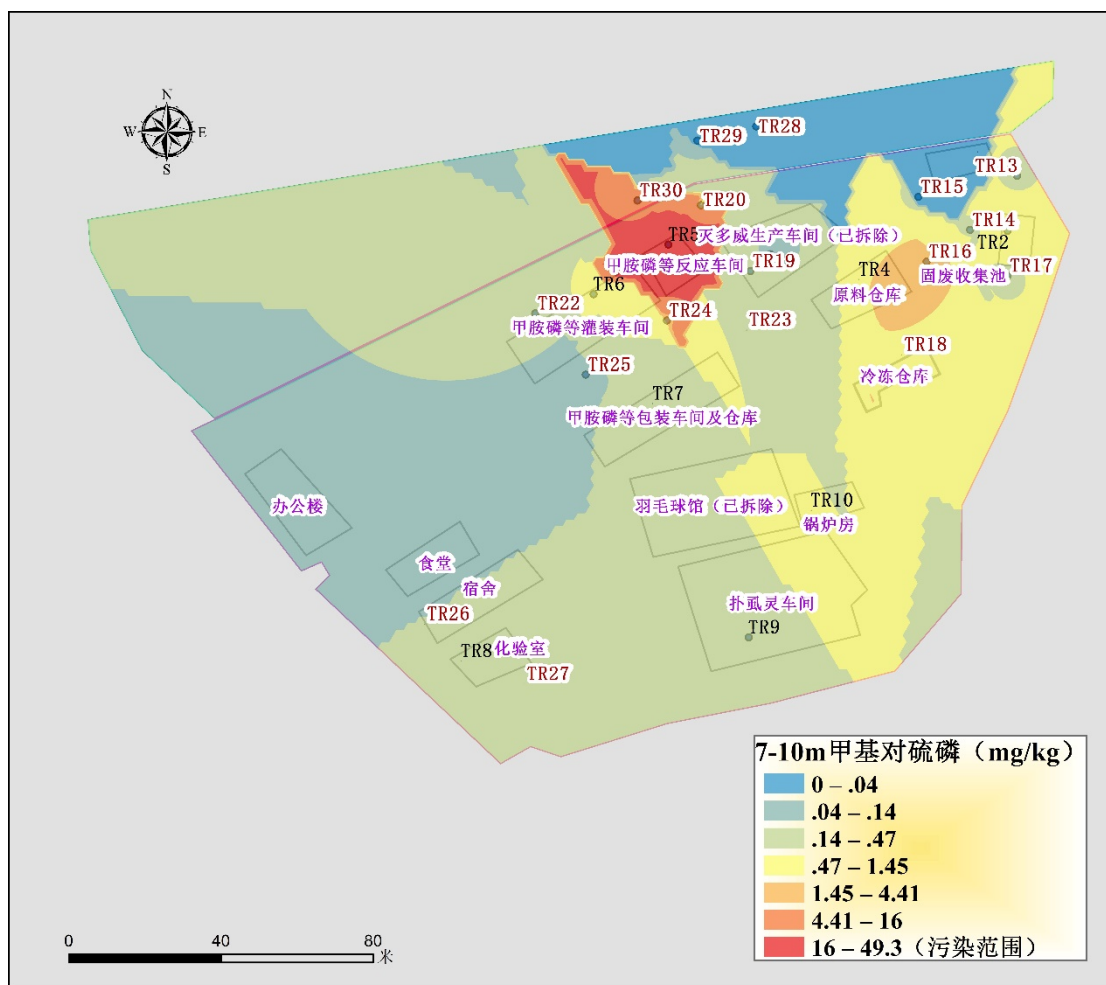 N
W E
S
TR29 TR28
TR13
TR30 TR20
TR15
TR14
TR5 灭多威生产车间（已拆除） TR2
甲胺磷等反应车间 TR19 TR4 TR16 固废收集池 TR17
TR6 原料仓库
TR22 TR24 TR23
甲胺磷等灌装车间
TR18
TR25 冷冻仓库
TR7
甲胺磷等包装车间及仓库
办公楼 羽毛球馆（已拆除） TR10
锅炉房
食堂
宿舍 扑虱灵车间
TR26 TR9
TR8 化验室
TR27
7-10m甲基对硫磷（mg/kg）
0 – .04
.04 – .14
.14 – .47
.47 – 1.45
1.45 – 4.41
4.41 – 16
16 – 49.3（污染范围）
0 40 80
米